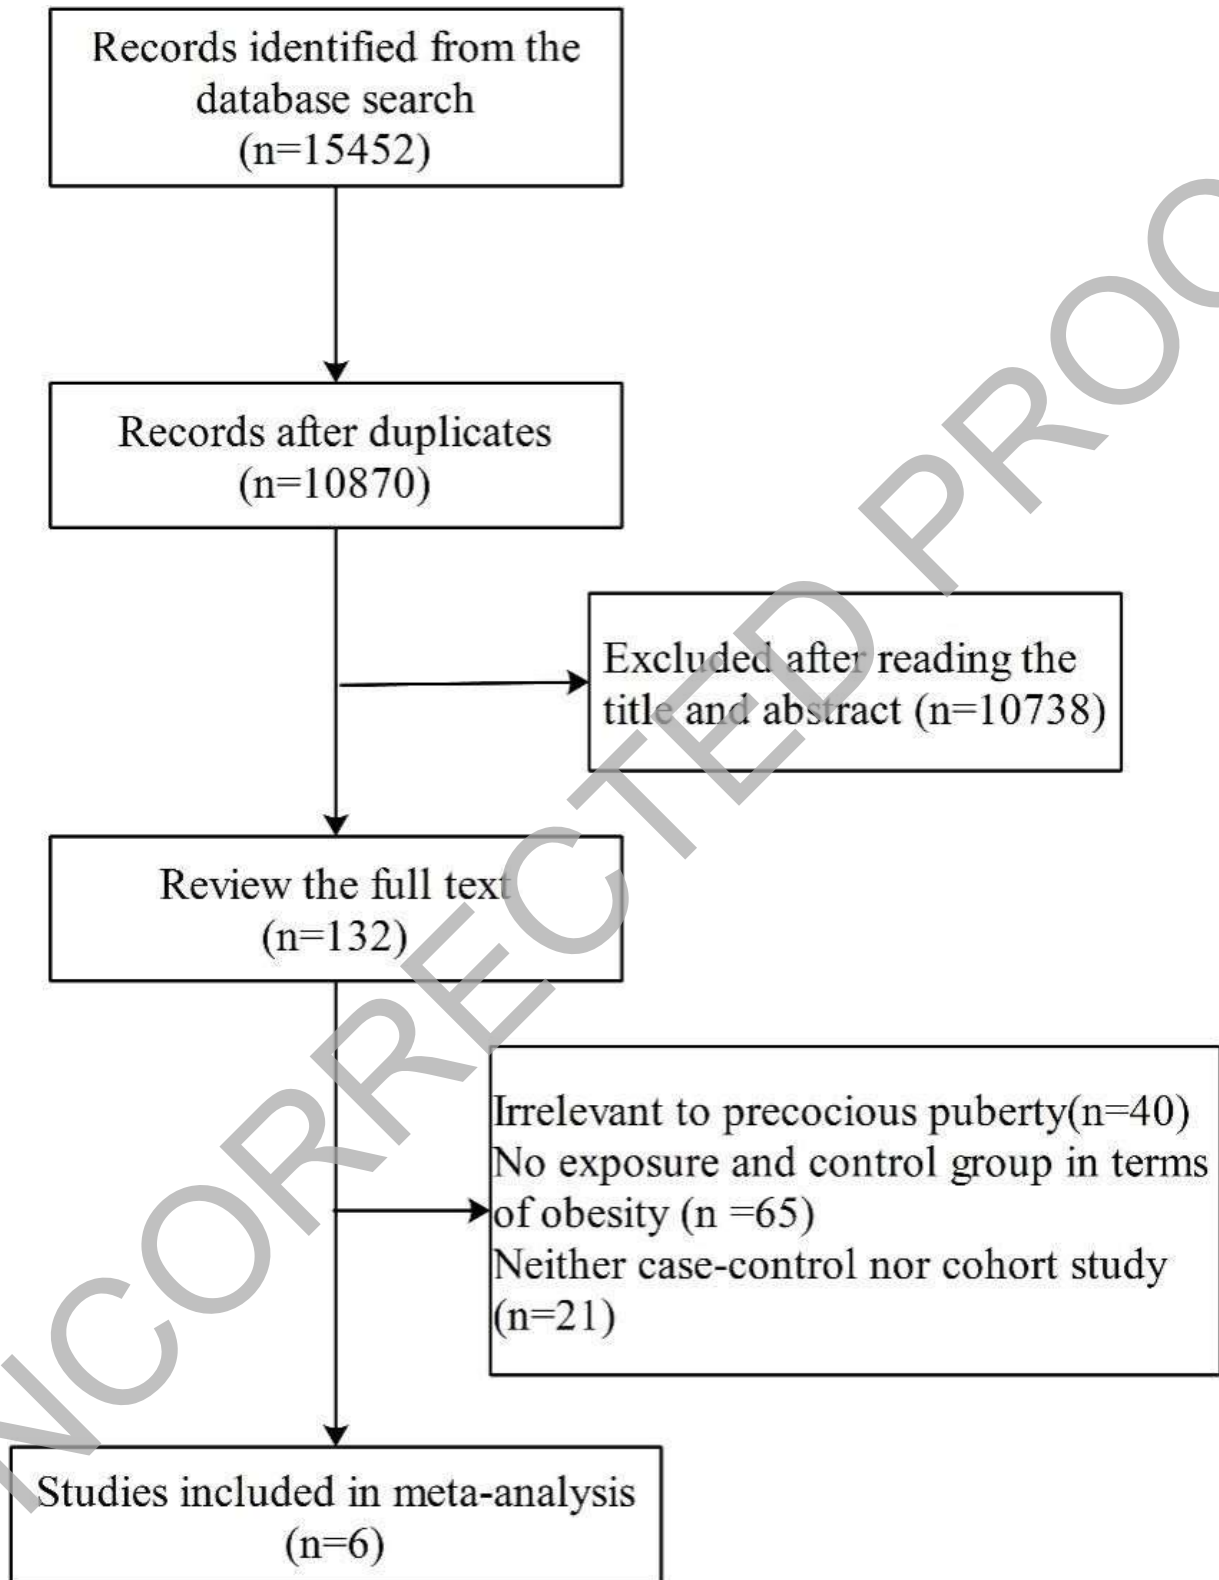 Records identified from the
database search
(n=15452)
Records after duplicates
(n=10870)
Excluded after reading the
title and abstract (n=10738)
Review the full text
(n=132)
Irrelevant to precocious puberty(n=40)
No exposure and control group in terms
of obesity (n =65)
Neither case-control nor cohort study
(n=21)
Studies included in meta-analysis
(n=6)
NCORRECTED PROO